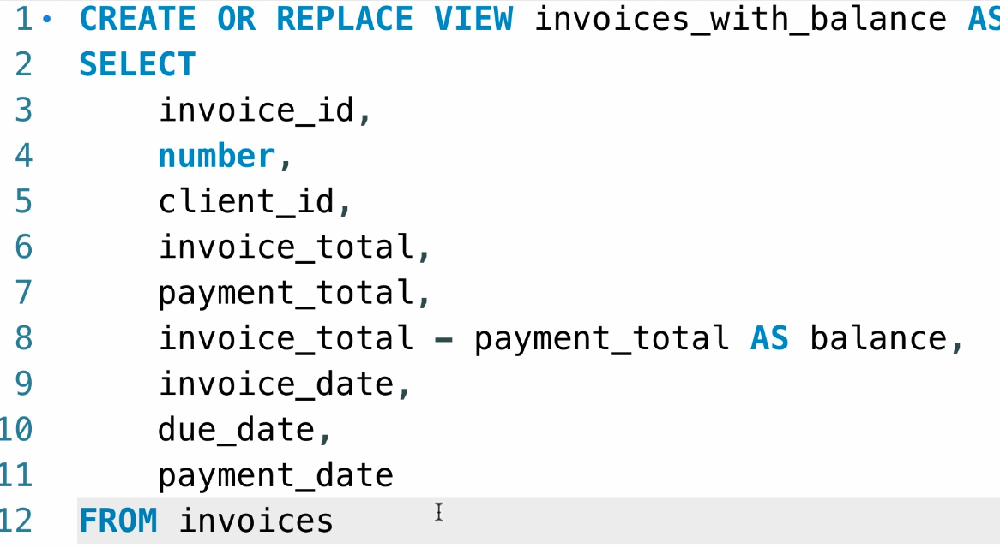 1 CREATE OR REPLACE VIEW invoices_with_balance AS
2 SELECT
3 invoice_id,
4 number,
5 client_id,
6 invoice_total,
7 payment_total,
8 invoice_total - payment_total AS balance,
9 invoice_date,
10 due_date,
11 payment_date
12 FROM invoices